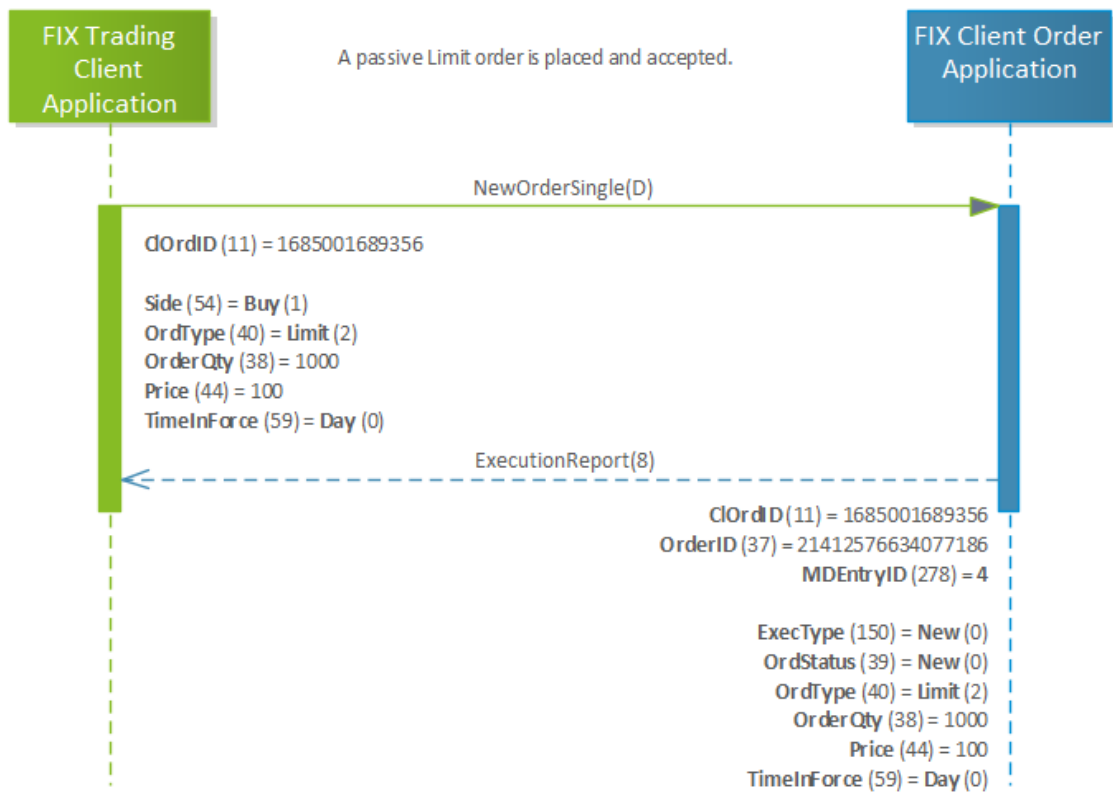 FIX Trading
Client
Application
A passive Limit order is placed and accepted.
FIX Client Order
Application
NewOrderSingle(D)
ClOrdID (11) = 1685001689356
Side (54) = Buy (1)
OrdType (40) = Limit (2)
OrderQty (38) = 1000
Price (44) = 100
TimeInForce (59) = Day (0)
ExecutionReport(8)
ClOrdID (11) = 1685001689356
OrderID (37) = 21412576634077186
MDEntryID (278) = 4
ExecType (150) = New (0)
OrdStatus (39) = New (0)
OrdType (40) = Limit (2)
OrderQty (38) = 1000
Price (44) = 100
TimeInForce (59) = Day (0)